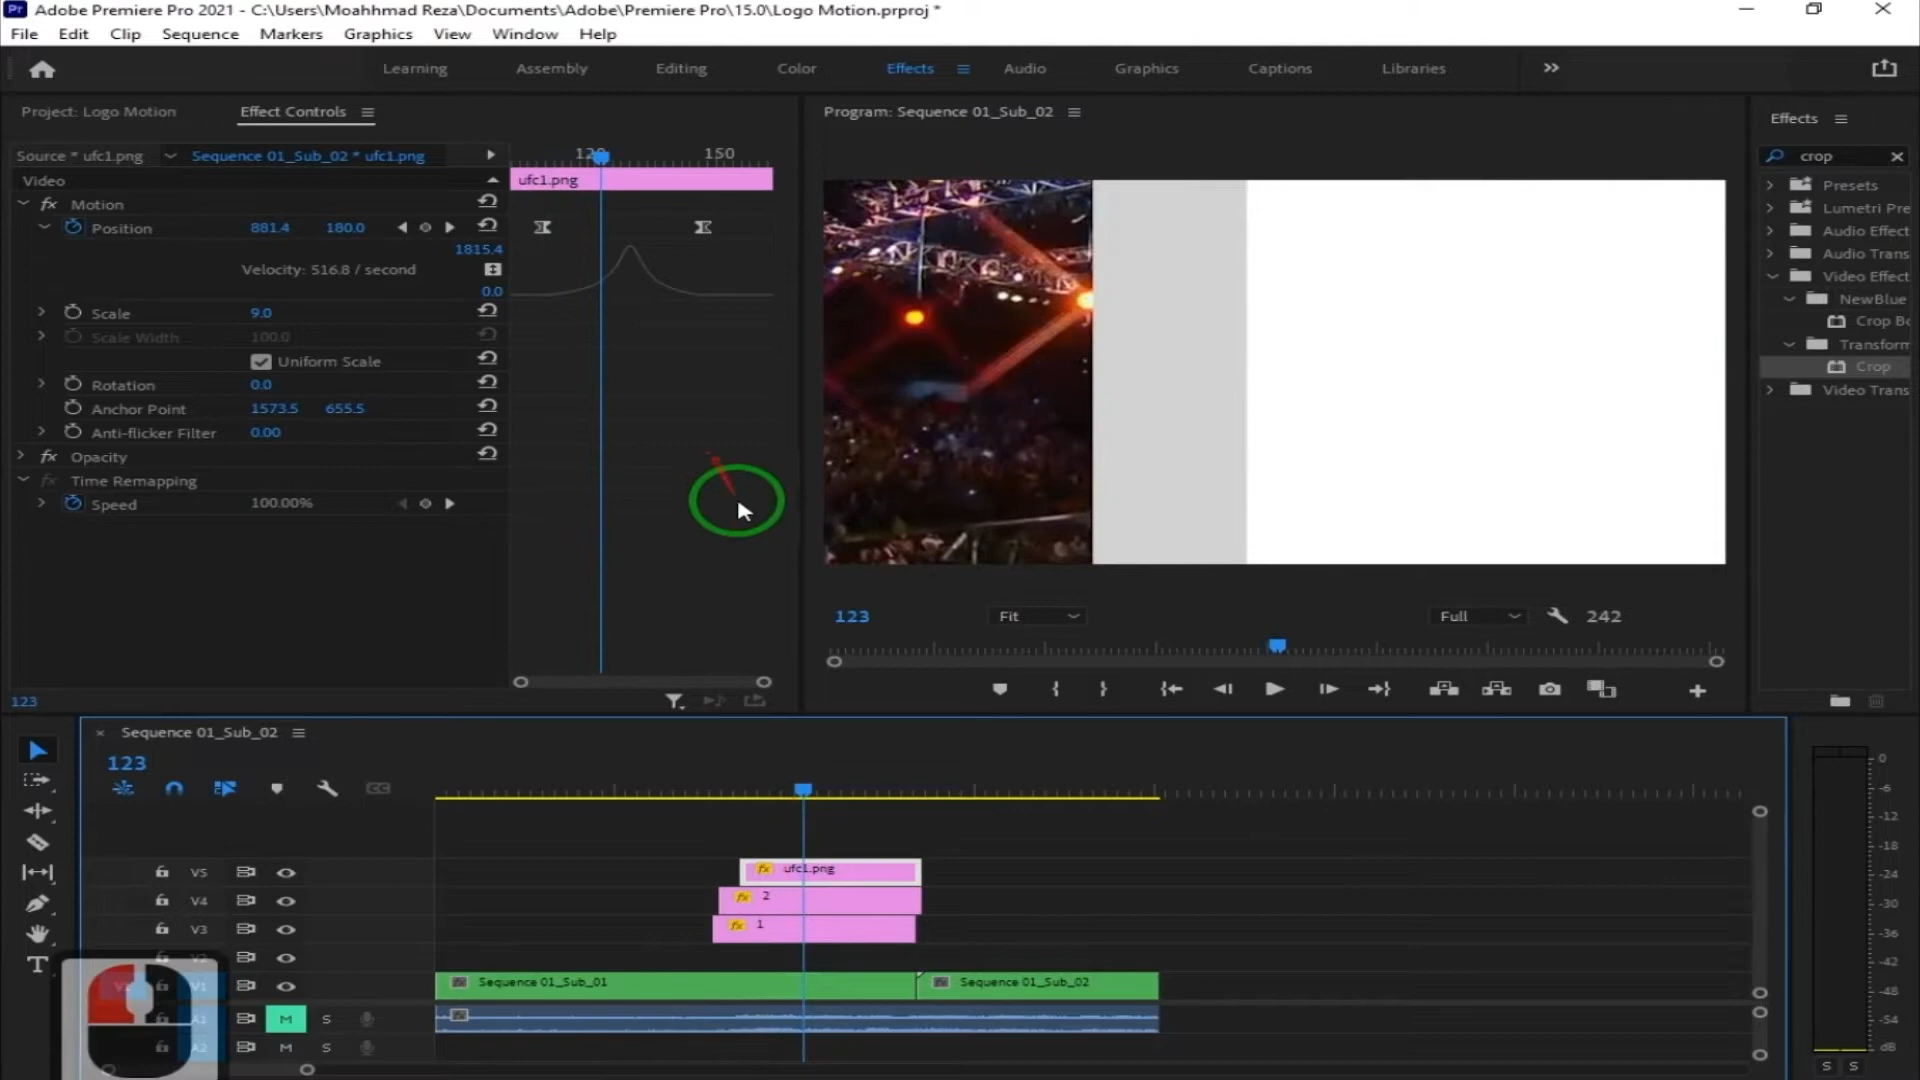 Pr Adobe Premiere Pro 2021 - C:\Users\Moahhmad Reza\Documents\Adobe\Premiere Pro\15.0\Logo Motion.prproj *
File Edit Clip Sequence Markers Graphics View Window Help
Learning Assembly Editing Color Effects Audio Graphics Captions Libraries
Project: Logo Motion Effect Controls
Program: Sequence 01_Sub_02
Effects
Source * ufc1.png Sequence 01_Sub_02 * ufc1.png
150
crop
Video
ufc1.png
Presets
Motion
Lumetri Pre
Position 881.4 180.0
Audio Effect
1815.4
Audio Trans
Velocity: 516.8 / second
Video Effect
0.0
NewBlue
Scale 9.0
Crop Bo
Scale Width 100.0
Transform
Uniform Scale
Crop
Rotation 0.0
Video Trans
Anchor Point 1573.5 655.5
Anti-flicker Filter 0.00
Opacity
Time Remapping
Speed 100.00%
123 Fit Full 242
123
Sequence 01_Sub_02
123
CC
V5 ufc1.png
V4 2
V3 1
V2
V1 Sequence 01_Sub_01 Sequence 01_Sub_02
A1 M S
A2 M S
T
0
-6
-12
-18
-24
-30
-36
-42
-48
-54
dB
S S